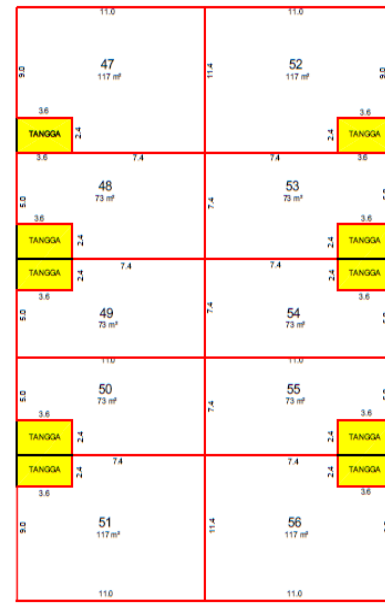 11.0 11.0
47 52
117 m² 117 m²
9.0 11.4 9.0
3.6 3.6
TANGGA 2.4 2.4 TANGGA
3.6 7.4 7.4 3.6
48 53
73 m² 73 m²
5.0 7.4
3.6 3.6
TANGGA 2.4 2.4 TANGGA
TANGGA 2.4 7.4 7.4 2.4 TANGGA
3.6 3.6
5.0 49 7.4 54
73 m² 73 m²
11.0 11.0
50 55
73 m² 73 m²
5.0 7.4
3.6 3.6
TANGGA 2.4 2.4 TANGGA
TANGGA 2.4 7.4 7.4 2.4 TANGGA
3.6 3.6
51 56
9.0 117 m² 11.4 117 m² 9.0
11.0 11.0